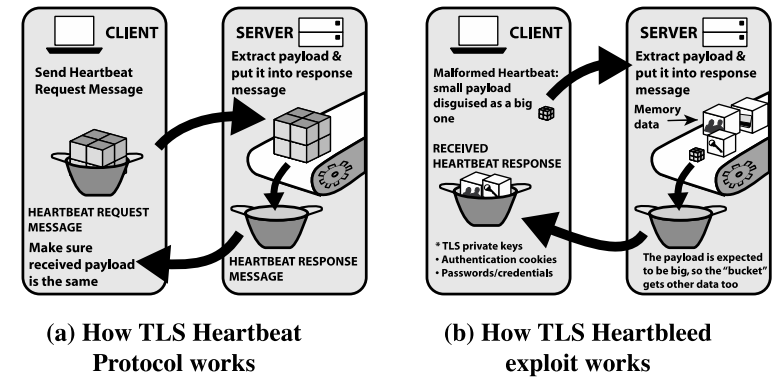 CLIENT
Send Heartbeat
Request Message
HEARTBEAT REQUEST
MESSAGE
Make sure
received payload
is the same
SERVER
Extract payload &
put it into response
message
HEARTBEAT RESPONSE
MESSAGE
(a) How TLS Heartbeat
Protocol works
CLIENT
Malformed Heartbeat:
small payload
disguised as a big
one
RECEIVED
HEARTBEAT RESPONSE
* TLS private keys
• Authentication cookies
• Passwords/credentials
SERVER
Extract payload &
put it into response
message
Memory
data
The payload is expected
to be big, so the “bucket”
gets other data too
(b) How TLS Heartbleed
exploit works